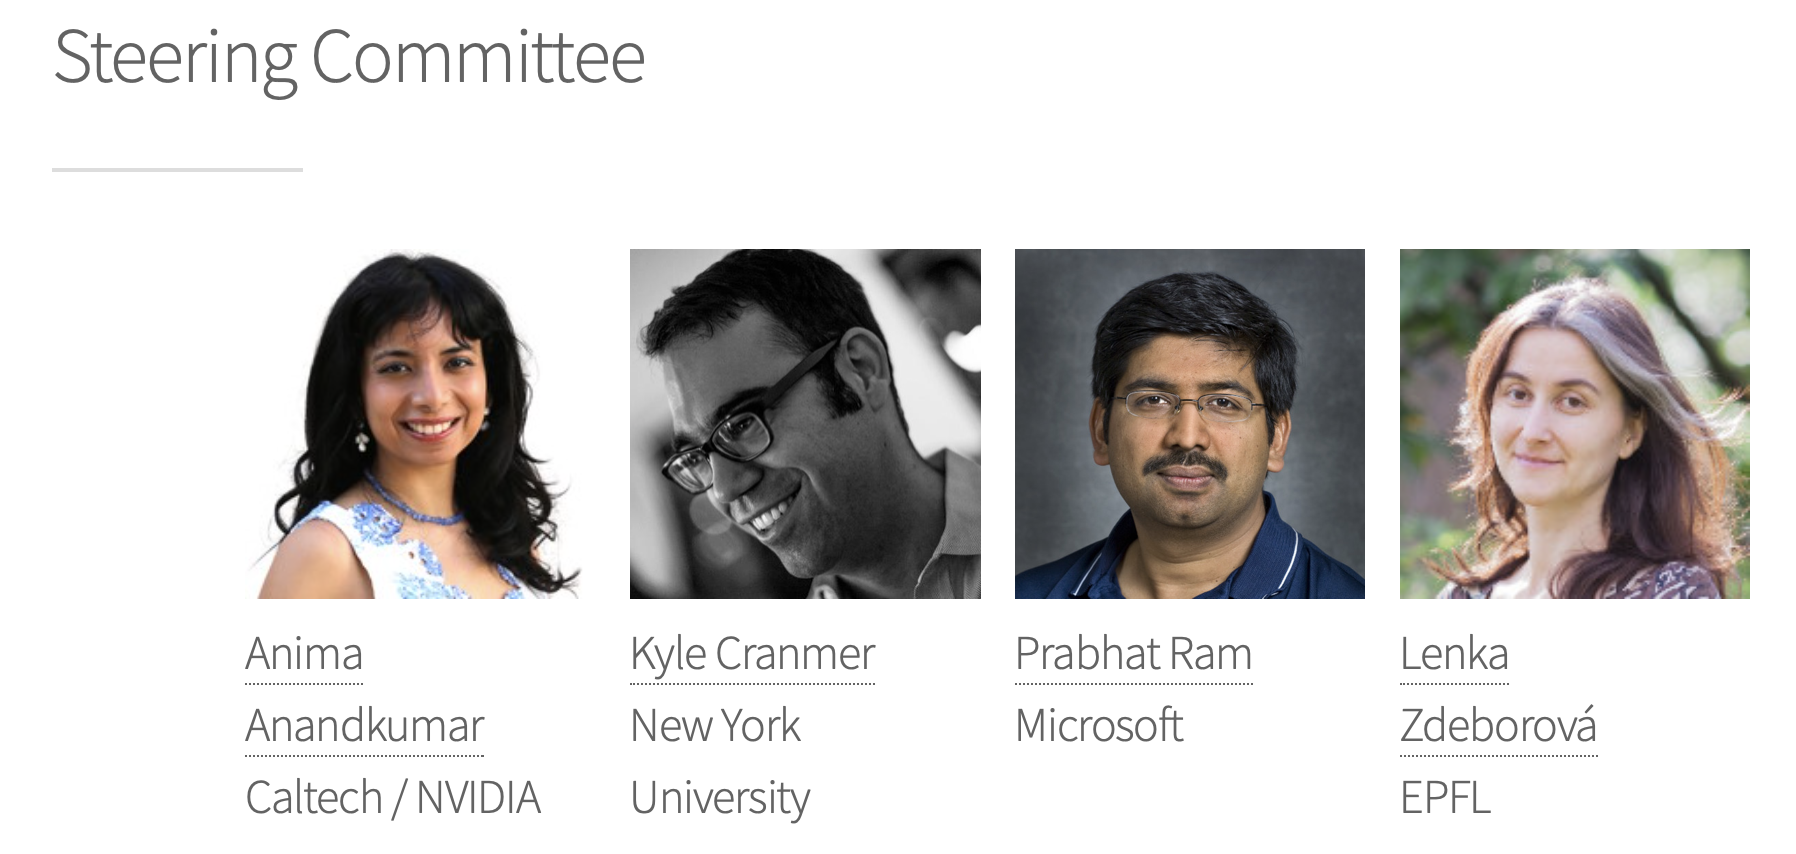 Steering Committee
Anima
Anandkumar
Caltech / NVIDIA
Kyle Cranmer
New York
University
Prabhat Ram
Microsoft
Lenka
Zdeborová
EPFL